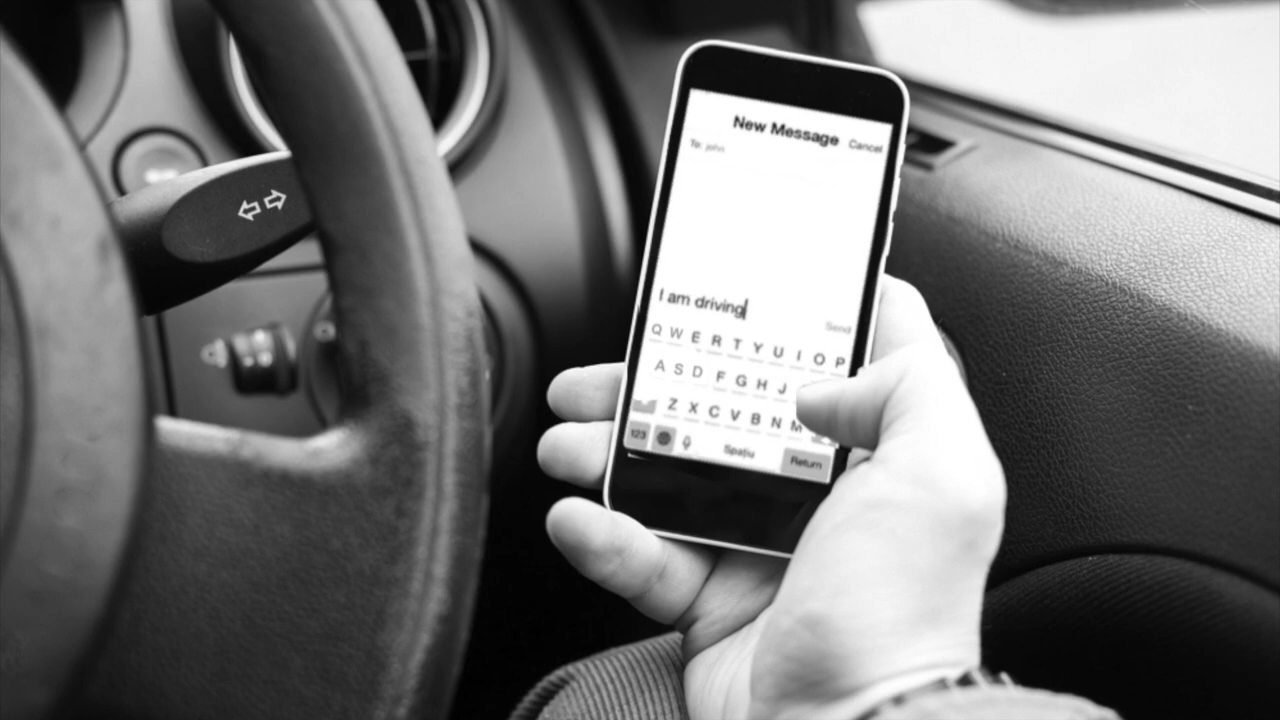 New Message
Cancel
To: john
I am driving
Send
Q W E R T Y U I O P
A S D F G H J
Z X C V B N M
123
Spațiu
Return